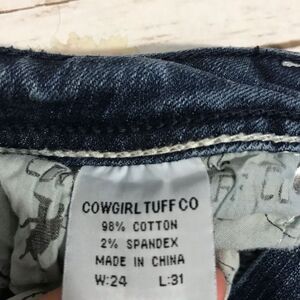 COWGIRL TUFF CO
98% COTTON
2% SPANDEX
MADE IN CHINA
W:24 L:31